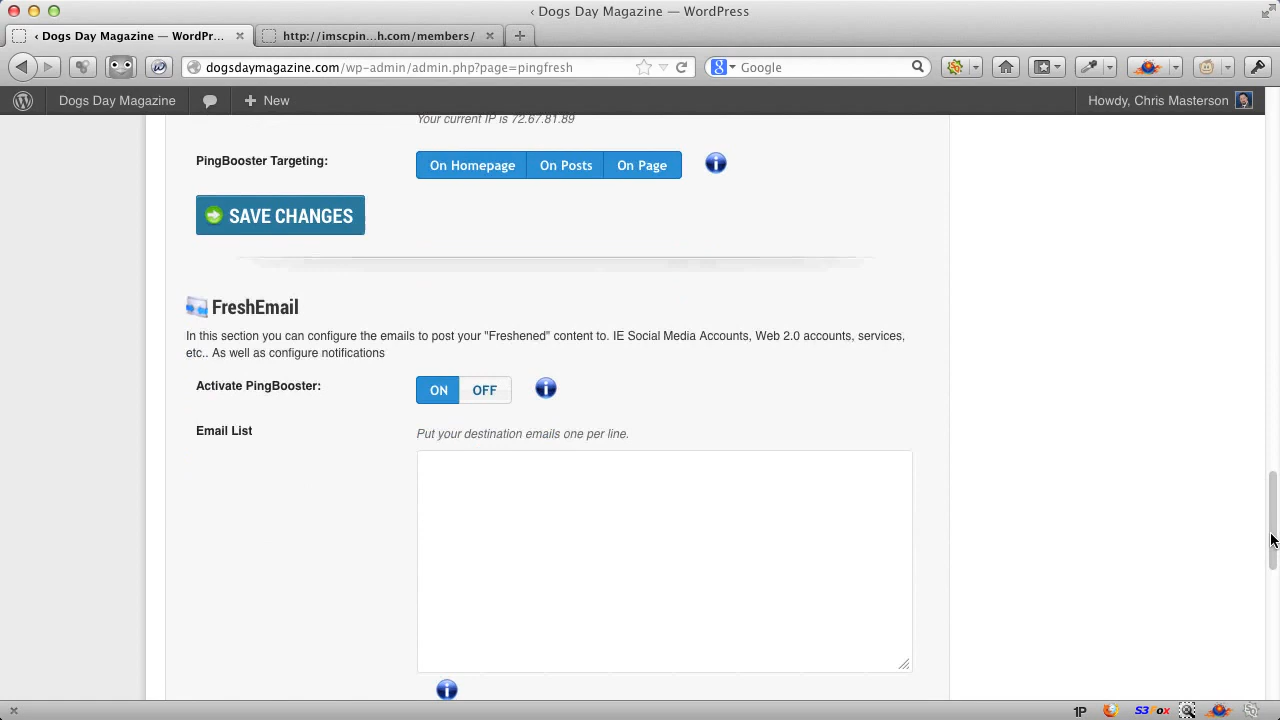 ‹ Dogs Day Magazine — WordPress
‹ Dogs Day Magazine — WordPr...
http://imscpin...h.com/members/
dogsdaymagazine.com/wp-admin/admin.php?page=pingfresh
Google
Dogs Day Magazine
New
Howdy, Chris Masterson
Your current IP is 72.67.81.89
PingBooster Targeting:
On Homepage On Posts On Page
SAVE CHANGES
FreshEmail
In this section you can configure the emails to post your "Freshened" content to. IE Social Media Accounts, Web 2.0 accounts, services,
etc.. As well as configure notifications
Activate PingBooster:
ON OFF
Email List
Put your destination emails one per line.
1P
S3Fox